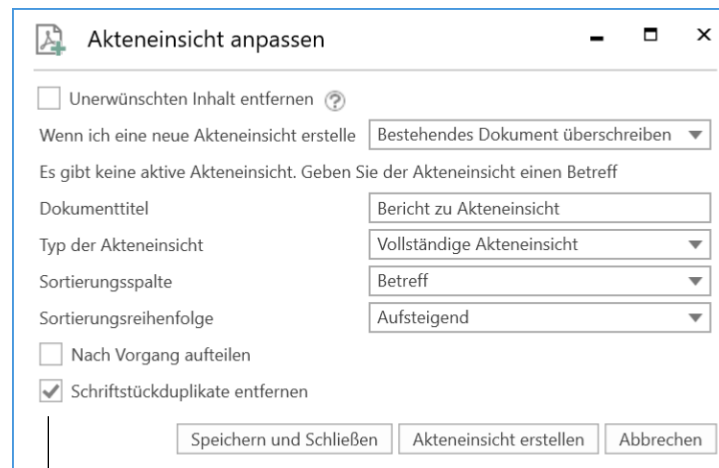 Akteneinsicht anpassen
Unerwünschten Inhalt entfernen ?
Wenn ich eine neue Akteneinsicht erstelle Bestehendes Dokument überschreiben
Es gibt keine aktive Akteneinsicht. Geben Sie der Akteneinsicht einen Betreff
Dokumenttitel Bericht zu Akteneinsicht
Typ der Akteneinsicht Vollständige Akteneinsicht
Sortierungsspalte Betreff
Sortierungsreihenfolge Aufsteigend
Nach Vorgang aufteilen
Schriftstückduplikate entfernen
Speichern und Schließen Akteneinsicht erstellen Abbrechen